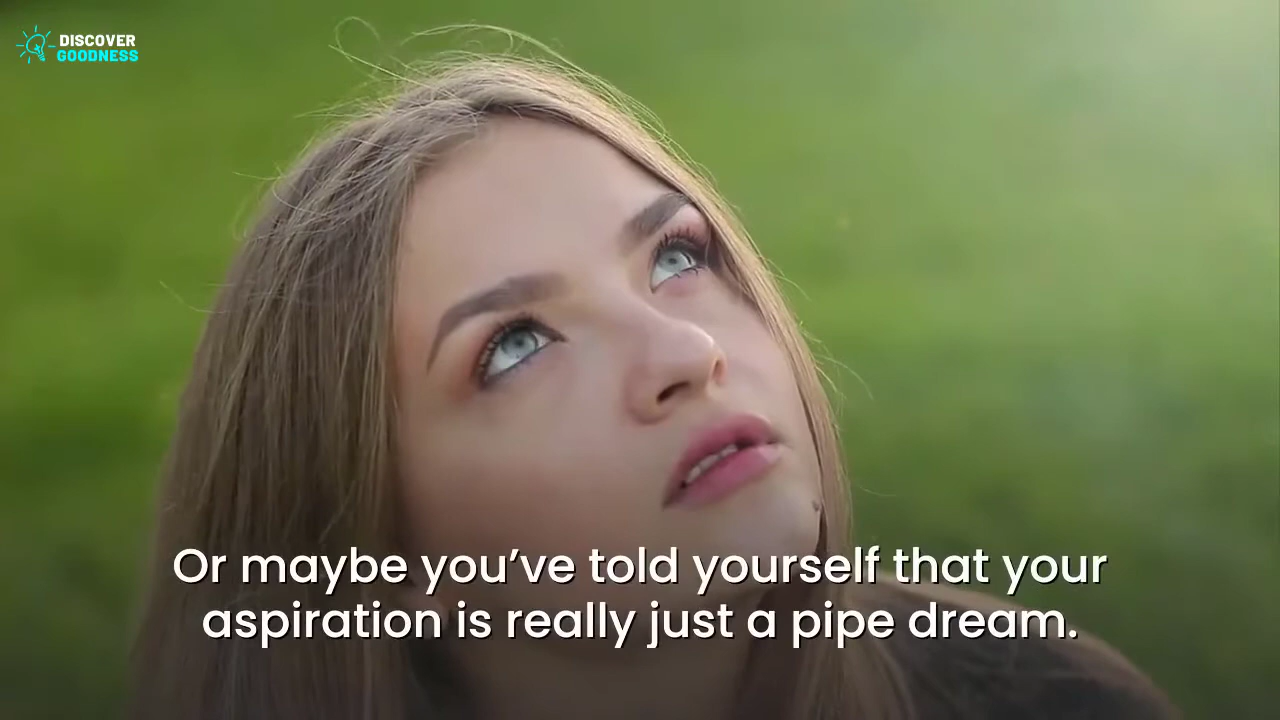 DISCOVER
GOODNESS
Or maybe you’ve told yourself that your
aspiration is really just a pipe dream.